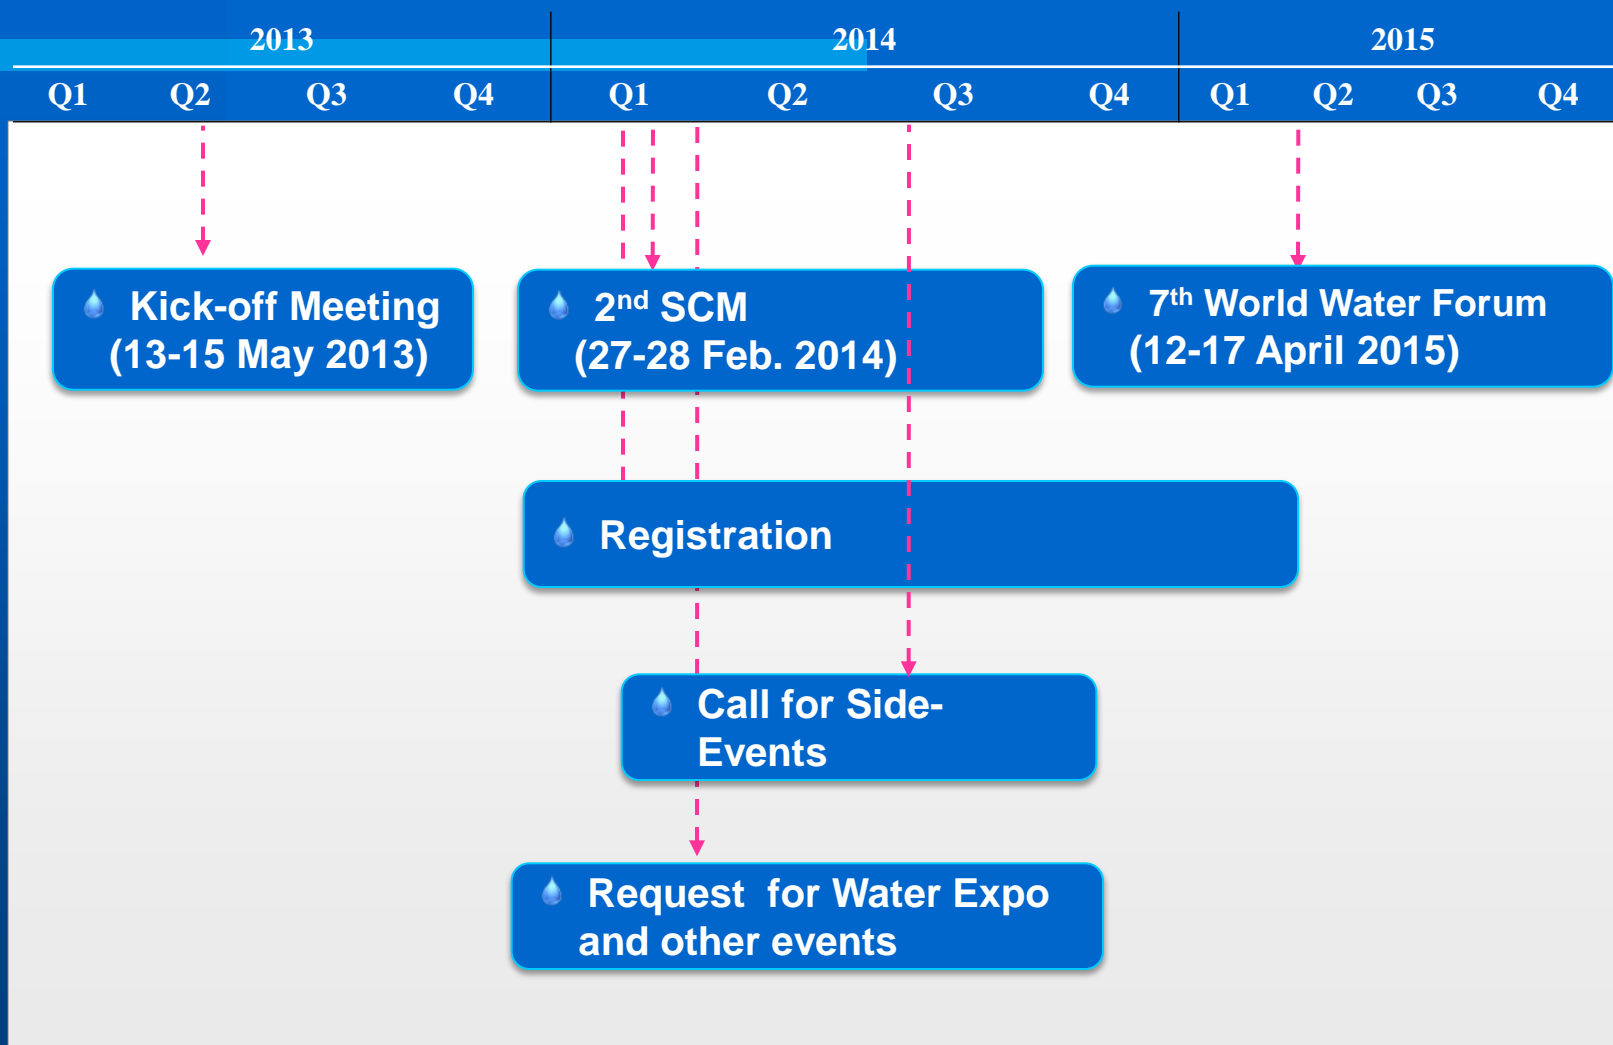 2013 2014 2015
Q1 Q2 Q3 Q4 Q1 Q2 Q3 Q4 Q1 Q2 Q3 Q4
Kick-off Meeting
(13-15 May 2013)
2nd SCM
(27-28 Feb. 2014)
7th World Water Forum
(12-17 April 2015)
Registration
Call for Side-
Events
Request for Water Expo
and other events